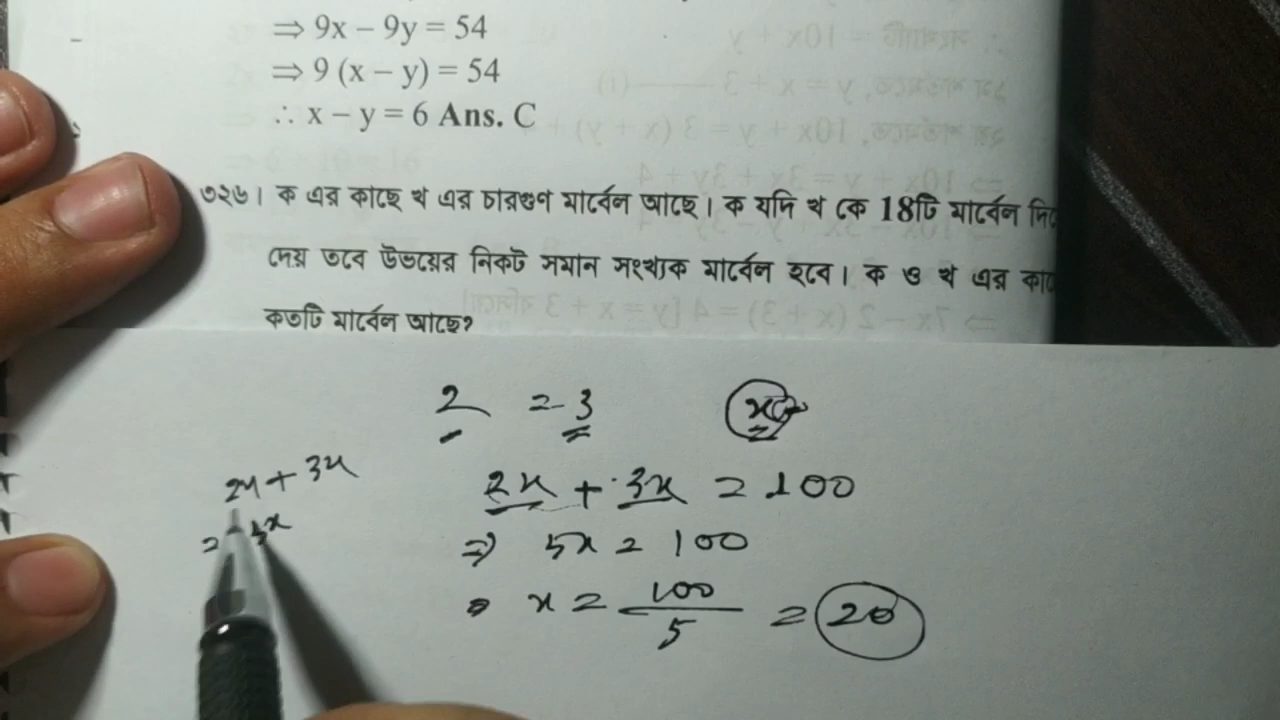 ⇒ 9x – 9y = 54
⇒ 9 (x – y) = 54
∴ x – y = 6 Ans. C
৩২৬। ক এর কাছে খ এর চারগুণ মার্বেল আছে। ক যদি খ কে 18টি মার্বেল
দেয় তবে উভয়ের নিকট সমান সংখ্যক মার্বেল হবে। ক ও খ এর
কতটি মার্বেল আছে?
2 = 3
2x + 3x
2x + 3x = 100
= 5x
⇒ 5x = 100
x = 100/5 = 20